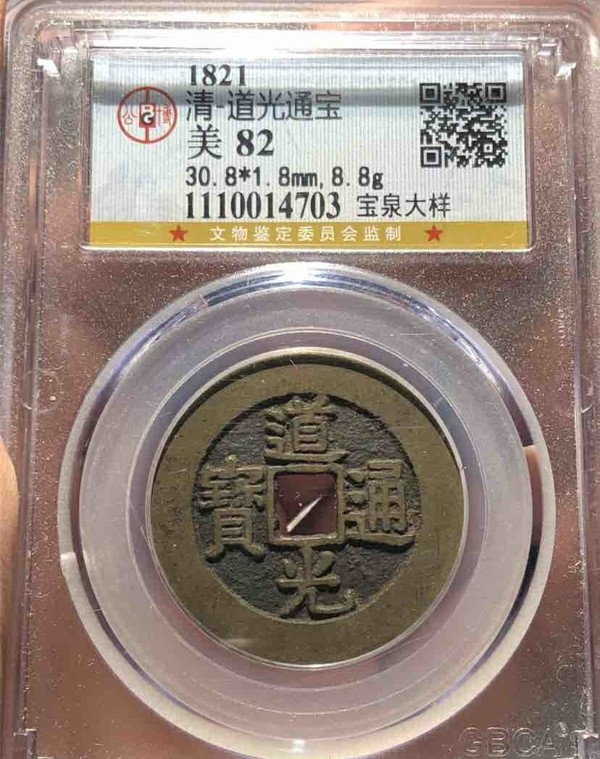 1821
清-道光通宝
美 82
30.8*1.8mm, 8.8g
1110014703 宝泉大样
★ 文物鉴定委员会监制 ★
道
寶 通
光
GBCA